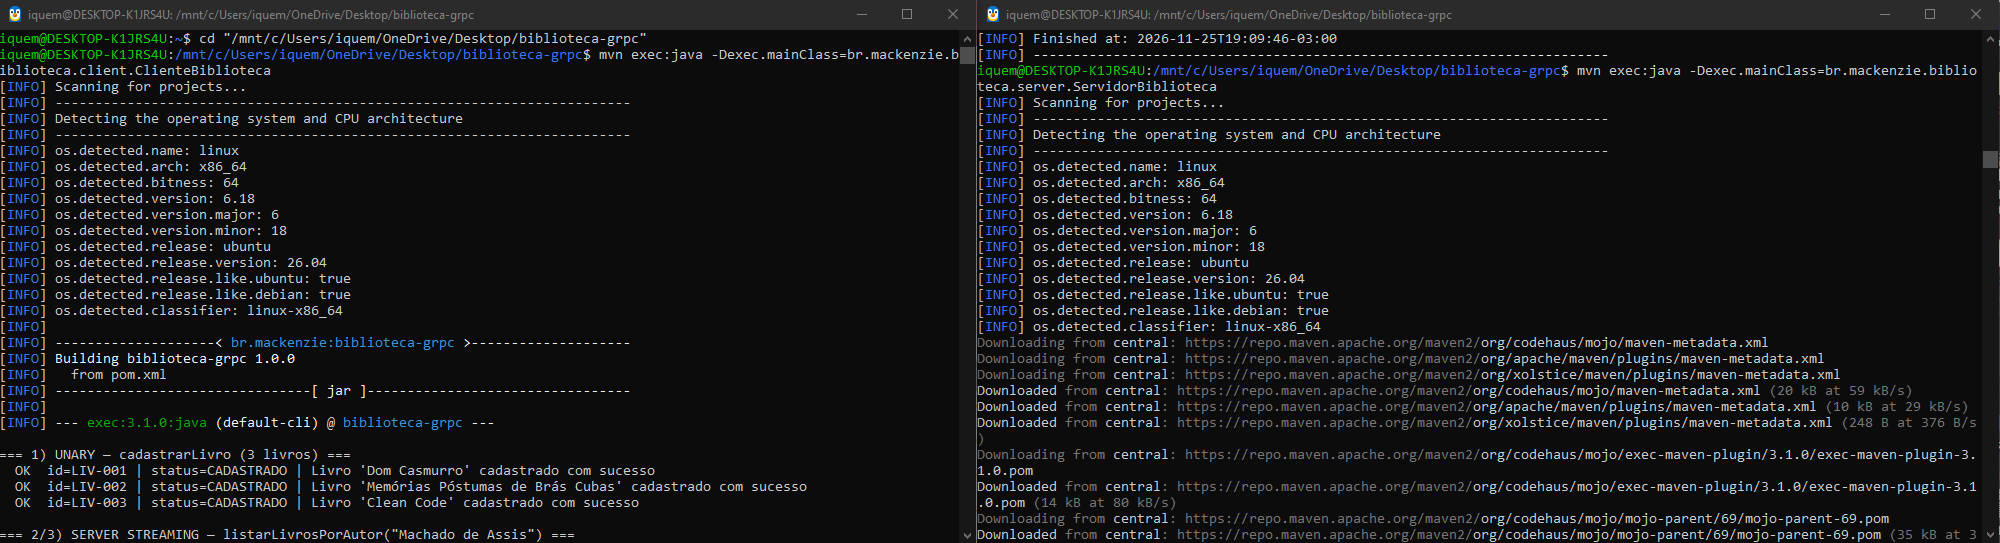 iquem@DESKTOP-K1JRS4U: /mnt/c/Users/iquem/OneDrive/Desktop/biblioteca-grpc
iquem@DESKTOP-K1JRS4U:~$ cd "/mnt/c/Users/iquem/OneDrive/Desktop/biblioteca-grpc"
iquem@DESKTOP-K1JRS4U:/mnt/c/Users/iquem/OneDrive/Desktop/biblioteca-grpc$ mvn exec:java -Dexec.mainClass=br.mackenzie.b
iblioteca.client.ClienteBiblioteca
[INFO] Scanning for projects...
[INFO] ------------------------------------------------------------------------
[INFO] Detecting the operating system and CPU architecture
[INFO] ------------------------------------------------------------------------
[INFO] os.detected.name: linux
[INFO] os.detected.arch: x86_64
[INFO] os.detected.bitness: 64
[INFO] os.detected.version: 6.18
[INFO] os.detected.version.major: 6
[INFO] os.detected.version.minor: 18
[INFO] os.detected.release: ubuntu
[INFO] os.detected.release.version: 26.04
[INFO] os.detected.release.like.ubuntu: true
[INFO] os.detected.release.like.debian: true
[INFO] os.detected.classifier: linux-x86_64
[INFO]
[INFO] --------------------< br.mackenzie:biblioteca-grpc >--------------------
[INFO] Building biblioteca-grpc 1.0.0
[INFO]   from pom.xml
[INFO] --------------------------------[ jar ]---------------------------------
[INFO]
[INFO] --- exec:3.1.0:java (default-cli) @ biblioteca-grpc ---
=== 1) UNARY — cadastrarLivro (3 livros) ===
  OK  id=LIV-001 | status=CADASTRADO | Livro 'Dom Casmurro' cadastrado com sucesso
  OK  id=LIV-002 | status=CADASTRADO | Livro 'Memórias Póstumas de Brás Cubas' cadastrado com sucesso
  OK  id=LIV-003 | status=CADASTRADO | Livro 'Clean Code' cadastrado com sucesso
=== 2/3) SERVER STREAMING — listarLivrosPorAutor("Machado de Assis") ===
iquem@DESKTOP-K1JRS4U: /mnt/c/Users/iquem/OneDrive/Desktop/biblioteca-grpc
[INFO] Finished at: 2026-11-25T19:09:46-03:00
[INFO] ------------------------------------------------------------------------
iquem@DESKTOP-K1JRS4U:/mnt/c/Users/iquem/OneDrive/Desktop/biblioteca-grpc$ mvn exec:java -Dexec.mainClass=br.mackenzie.biblio
teca.server.ServidorBiblioteca
[INFO] Scanning for projects...
[INFO] ------------------------------------------------------------------------
[INFO] Detecting the operating system and CPU architecture
[INFO] ------------------------------------------------------------------------
[INFO] os.detected.name: linux
[INFO] os.detected.arch: x86_64
[INFO] os.detected.bitness: 64
[INFO] os.detected.version: 6.18
[INFO] os.detected.version.major: 6
[INFO] os.detected.version.minor: 18
[INFO] os.detected.release: ubuntu
[INFO] os.detected.release.version: 26.04
[INFO] os.detected.release.like.ubuntu: true
[INFO] os.detected.release.like.debian: true
[INFO] os.detected.classifier: linux-x86_64
Downloading from central: https://repo.maven.apache.org/maven2/org/codehaus/mojo/maven-metadata.xml
Downloading from central: https://repo.maven.apache.org/maven2/org/apache/maven/plugins/maven-metadata.xml
Downloading from central: https://repo.maven.apache.org/maven2/org/xolstice/maven/plugins/maven-metadata.xml
Downloaded from central: https://repo.maven.apache.org/maven2/org/codehaus/mojo/maven-metadata.xml (20 kB at 59 kB/s)
Downloaded from central: https://repo.maven.apache.org/maven2/org/apache/maven/plugins/maven-metadata.xml (10 kB at 29 kB/s)
Downloaded from central: https://repo.maven.apache.org/maven2/org/xolstice/maven/plugins/maven-metadata.xml (248 B at 376 B/s
)
Downloading from central: https://repo.maven.apache.org/maven2/org/codehaus/mojo/exec-maven-plugin/3.1.0/exec-maven-plugin-3.
1.0.pom
Downloaded from central: https://repo.maven.apache.org/maven2/org/codehaus/mojo/exec-maven-plugin/3.1.0/exec-maven-plugin-3.1
.0.pom (14 kB at 80 kB/s)
Downloading from central: https://repo.maven.apache.org/maven2/org/codehaus/mojo/mojo-parent/69/mojo-parent-69.pom
Downloaded from central: https://repo.maven.apache.org/maven2/org/codehaus/mojo/mojo-parent/69/mojo-parent-69.pom (35 kB at 3